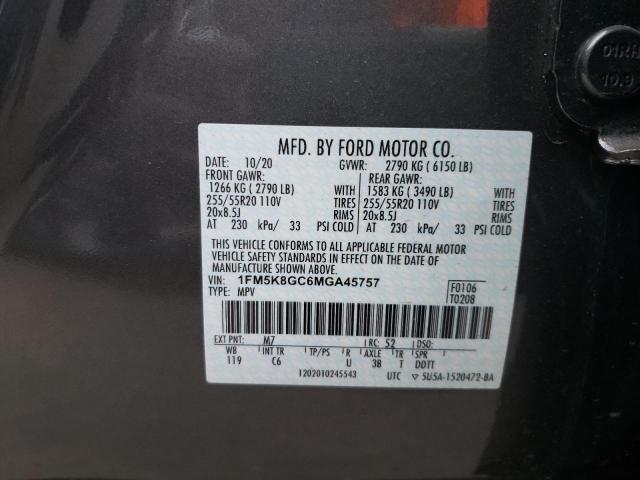 D1RA
10.9
MFD. BY FORD MOTOR CO.
DATE: 10/20 GVWR: 2790 KG ( 6150 LB)
FRONT GAWR: REAR GAWR:
1266 KG ( 2790 LB) WITH 1583 KG ( 3490 LB) WITH
255/55R20 110V TIRES 255/55R20 110V TIRES
20x8.5J RIMS 20x8.5J RIMS
AT 230 kPa/ 33 PSI COLD AT 230 kPa/ 33 PSI COLD
THIS VEHICLE CONFORMS TO ALL APPLICABLE FEDERAL MOTOR
VEHICLE SAFETY STANDARDS IN EFFECT ON THE DATE OF
MANUFACTURE SHOWN ABOVE.
VIN: 1FM5K8GC6MGA45757 F0106
TYPE: MPV T0208
EXT PNT: M7 RC: 52 DSO:
WB INT TR TP/PS R AXLE TR SPR
119 C6 U 3B T DDTT
1202010245543 UTC ▽ 5U5A-1520472-BA